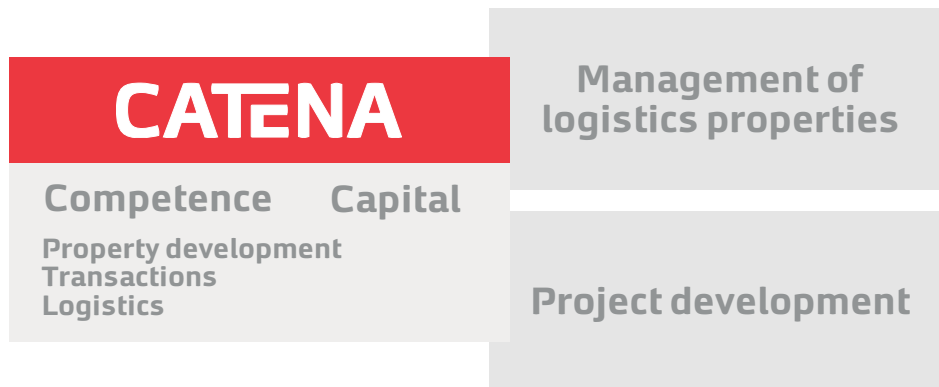 CATENA
Competence
Capital
Property development
Transactions
Logistics
Management of
logistics properties
Project development